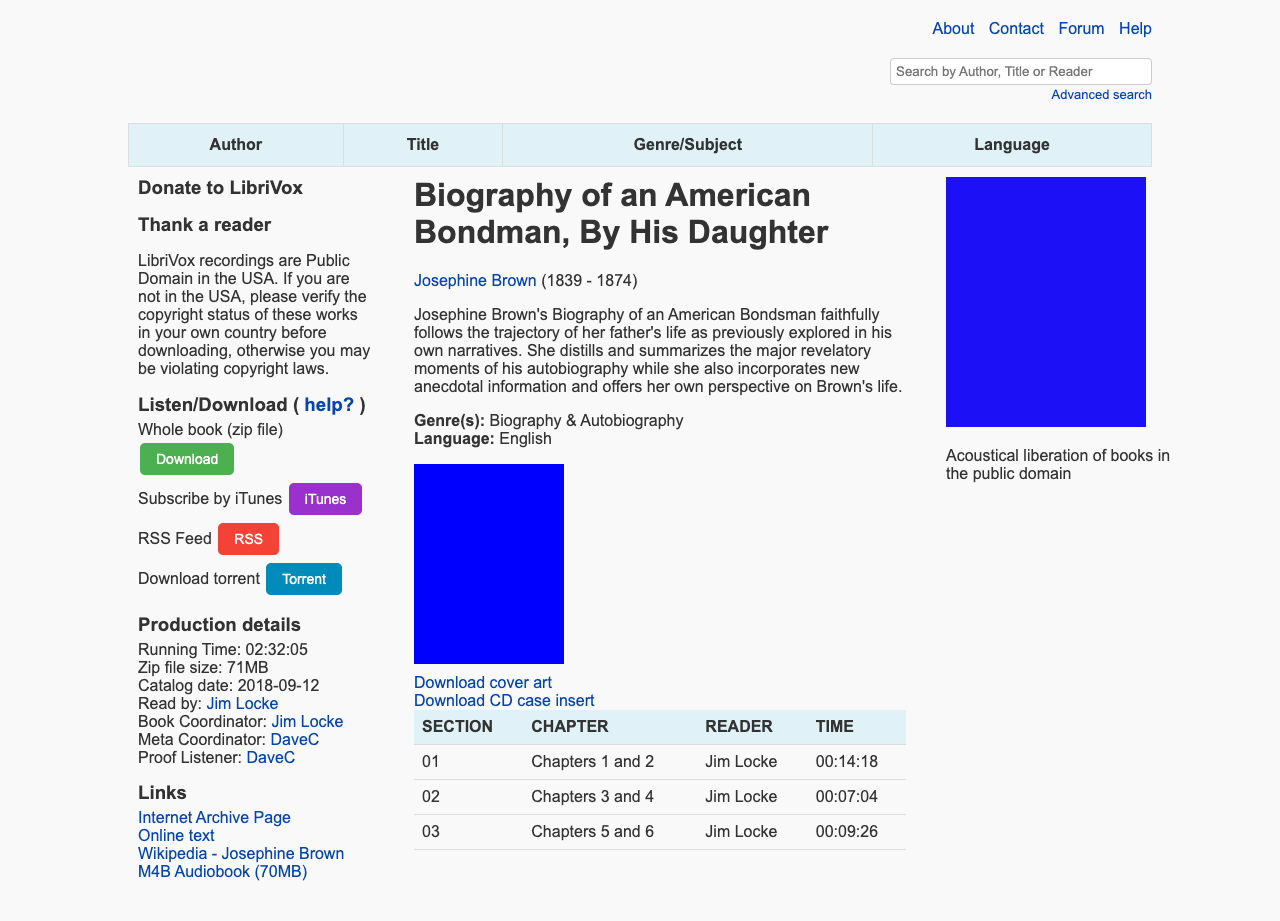 About Contact Forum Help
Search by Author, Title or Reader
Advanced search
Author Title Genre/Subject Language
Donate to LibriVox
Thank a reader
LibriVox recordings are Public
Domain in the USA. If you are
not in the USA, please verify the
copyright status of these works
in your own country before
downloading, otherwise you may
be violating copyright laws.
Listen/Download ( help? )
Whole book (zip file)
Download
Subscribe by iTunes iTunes
RSS Feed RSS
Download torrent Torrent
Production details
Running Time: 02:32:05
Zip file size: 71MB
Catalog date: 2018-09-12
Read by: Jim Locke
Book Coordinator: Jim Locke
Meta Coordinator: DaveC
Proof Listener: DaveC
Links
Internet Archive Page
Online text
Wikipedia - Josephine Brown
M4B Audiobook (70MB)
Biography of an American
Bondman, By His Daughter
Josephine Brown (1839 - 1874)
Josephine Brown's Biography of an American Bondsman faithfully
follows the trajectory of her father's life as previously explored in his
own narratives. She distills and summarizes the major revelatory
moments of his autobiography while she also incorporates new
anecdotal information and offers her own perspective on Brown's life.
Genre(s): Biography & Autobiography
Language: English
Download cover art
Download CD case insert
SECTION CHAPTER READER TIME
01 Chapters 1 and 2 Jim Locke 00:14:18
02 Chapters 3 and 4 Jim Locke 00:07:04
03 Chapters 5 and 6 Jim Locke 00:09:26
Acoustical liberation of books in
the public domain